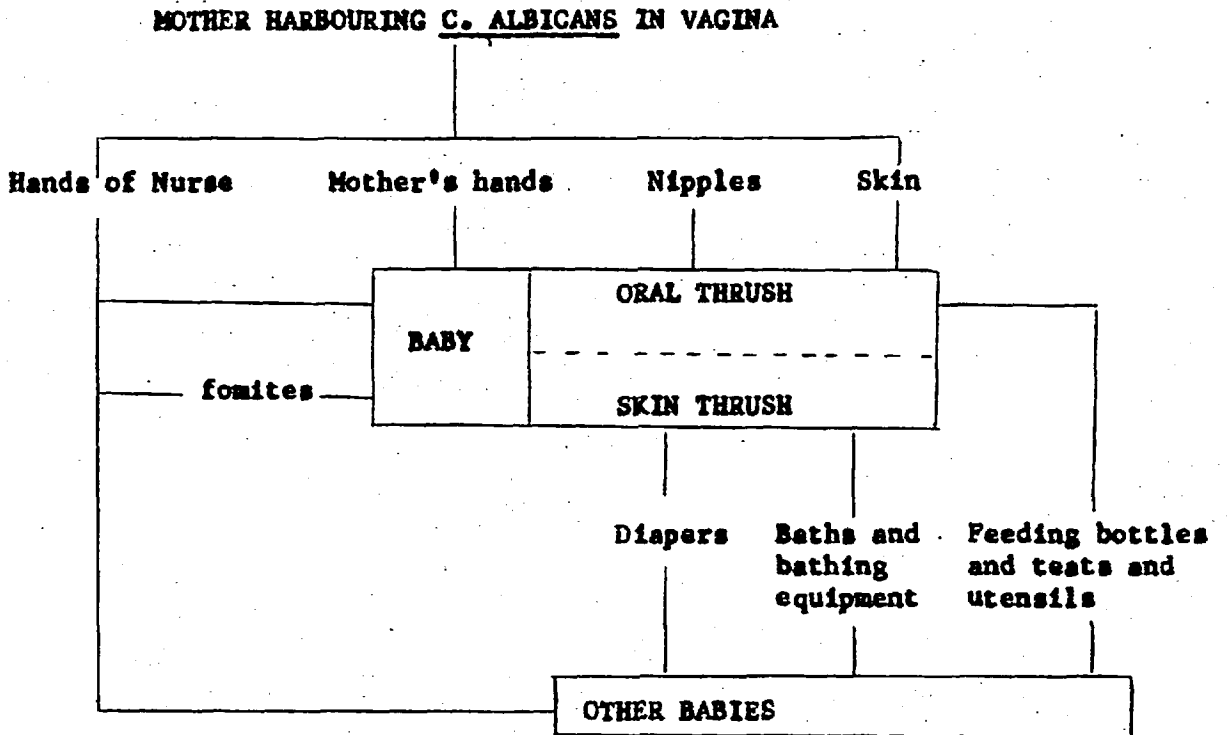 MOTHER HARBOURING C. ALBICANS IN VAGINA
Hands of Nurse Mother's hands Nipples Skin
ORAL THRUSH
BABY
fomites
SKIN THRUSH
Diapers
Baths and
bathing
equipment
Feeding bottles
and teats and
utensils
OTHER BABIES